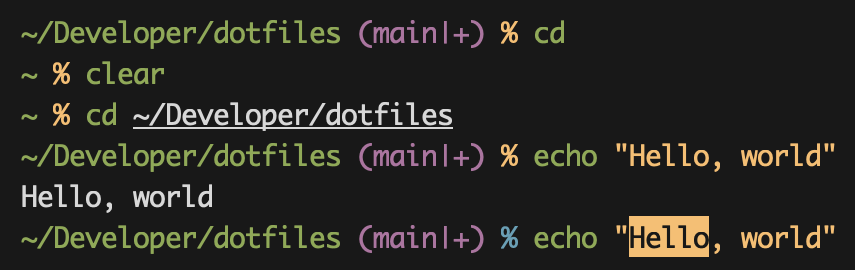 ~/Developer/dotfiles (main|+) % cd
~ % clear
~ % cd ~/Developer/dotfiles
~/Developer/dotfiles (main|+) % echo "Hello, world"
Hello, world
~/Developer/dotfiles (main|+) % echo "Hello, world"